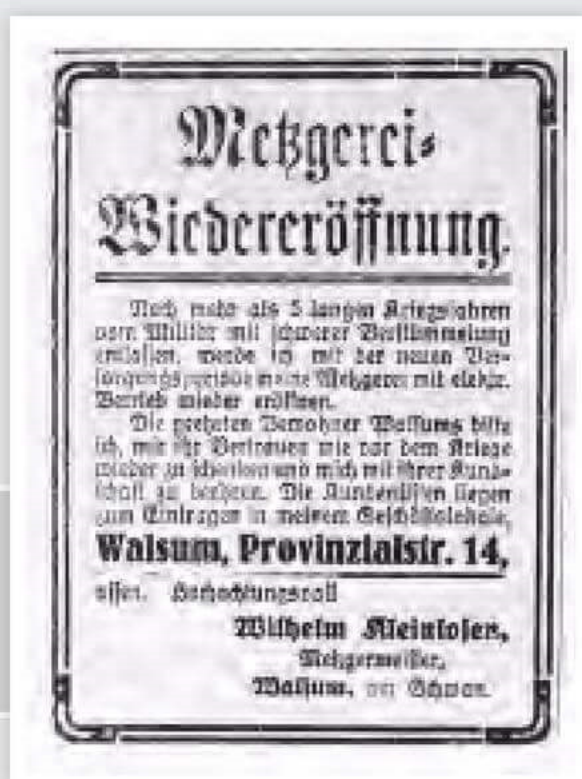 Metzgerei-
Wiedereröffnung.
Nach mehr als 5 langen Kriegsjahren
vom Militär mit schwerer Verstümmelung
entlassen, werde ich mit der neuen Ver-
sorgungsperiode meine Metzgerei mit elektr.
Betrieb wieder eröffnen.
Die geehrten Bewohner Walsums bitte
ich, mir ihr Vertrauen wie vor dem Kriege
wieder zu schenken und mich mit ihrer Kund-
schaft zu beehren. Die Kundenlisten liegen
zum Eintragen in meinem Geschäftslokale,
Walsum, Provinzialstr. 14,
offen. Hochachtungsvoll
Wilhelm
Metzgermeister,
Walsum,